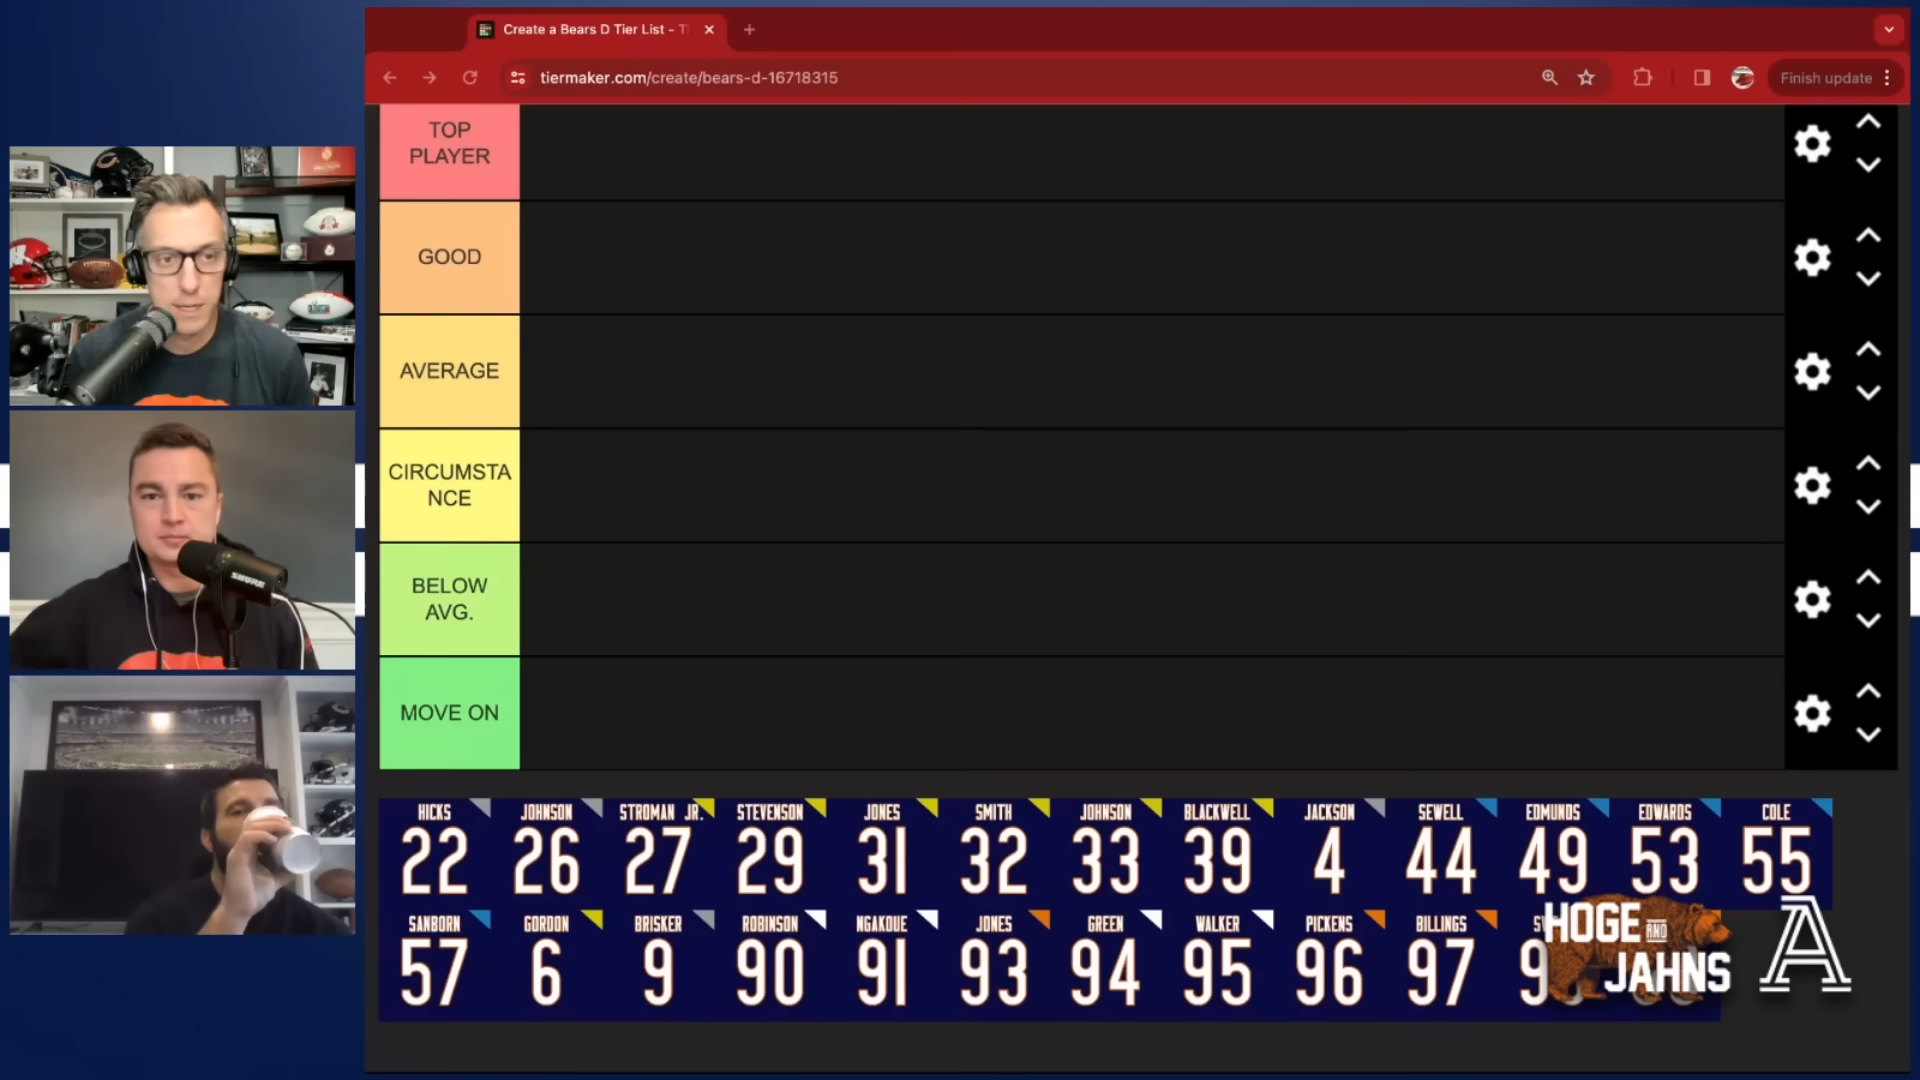 Create a Bears D Tier List - T
tiermaker.com/create/bears-d-16718315
Finish update
TOP
PLAYER
GOOD
AVERAGE
CIRCUMSTA
NCE
BELOW
AVG.
MOVE ON
HICKS JOHNSON STROMAN JR. STEVENSON JONES SMITH JOHNSON BLACKWELL JACKSON SEWELL EDMUNDS EDWARDS COLE
22 26 27 29 31 32 33 39 4 44 49 53 55
SANBORN GORDON BRISKER ROBINSON NGAKOUE JONES GREEN WALKER PICKENS BILLINGS
57 6 9 90 91 93 94 95 96 97 9
HOGE AND
JAHNS
A
SHURE